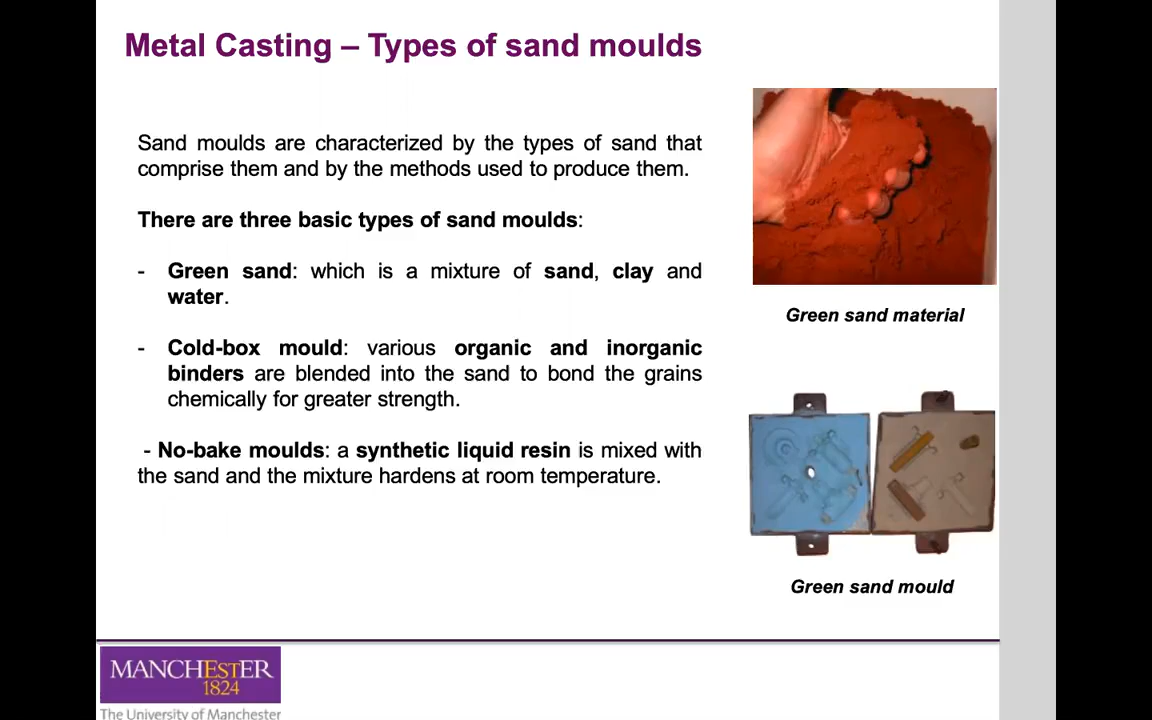 Metal Casting – Types of sand moulds
Sand moulds are characterized by the types of sand that
comprise them and by the methods used to produce them.
There are three basic types of sand moulds:
- Green sand: which is a mixture of sand, clay and
water.
- Cold-box mould: various organic and inorganic
binders are blended into the sand to bond the grains
chemically for greater strength.
- No-bake moulds: a synthetic liquid resin is mixed with
the sand and the mixture hardens at room temperature.
Green sand material
Green sand mould
MANCHESTER
1824
The University of Manchester